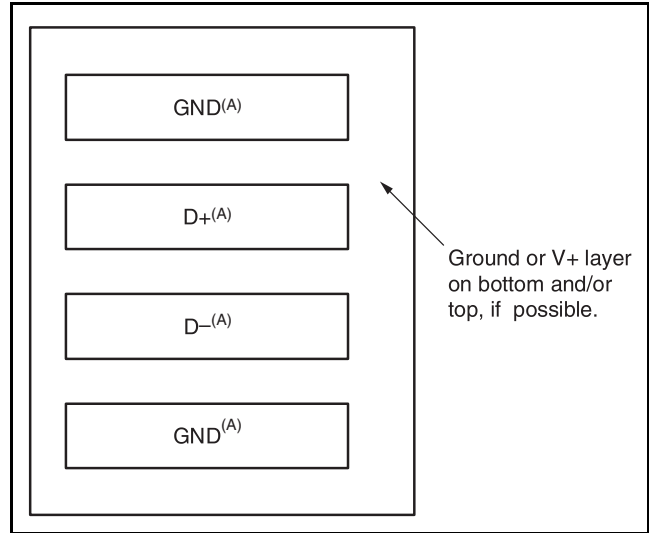 GND(A)
D+(A)
D–(A)
GND(A)
Ground or V+ layer
on bottom and/or
top, if possible.